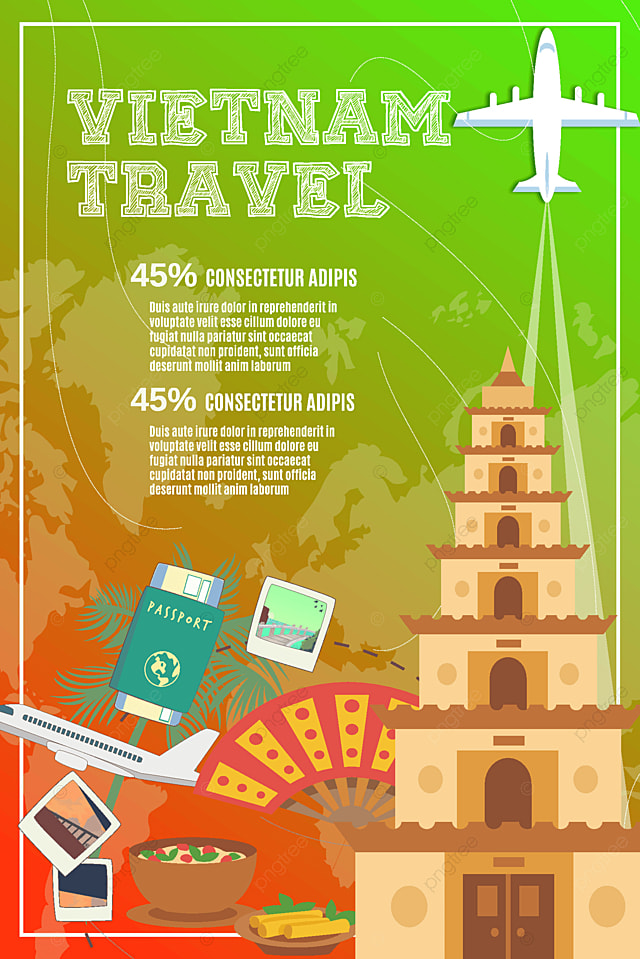 VIETNAM
TRAVEL
45% CONSECTETUR ADIPIS
Duis aute irure dolor in reprehenderit in
voluptate velit esse cillum dolore eu
fugiat nulla pariatur sint occaecat
cupidatat non proident, sunt officia
deserunt mollit anim laborum
45% CONSECTETUR ADIPIS
Duis aute irure dolor in reprehenderit in
voluptate velit esse cillum dolore eu
fugiat nulla pariatur sint occaecat
cupidatat non proident, sunt officia
deserunt mollit anim laborum
PASSPORT
pngtree